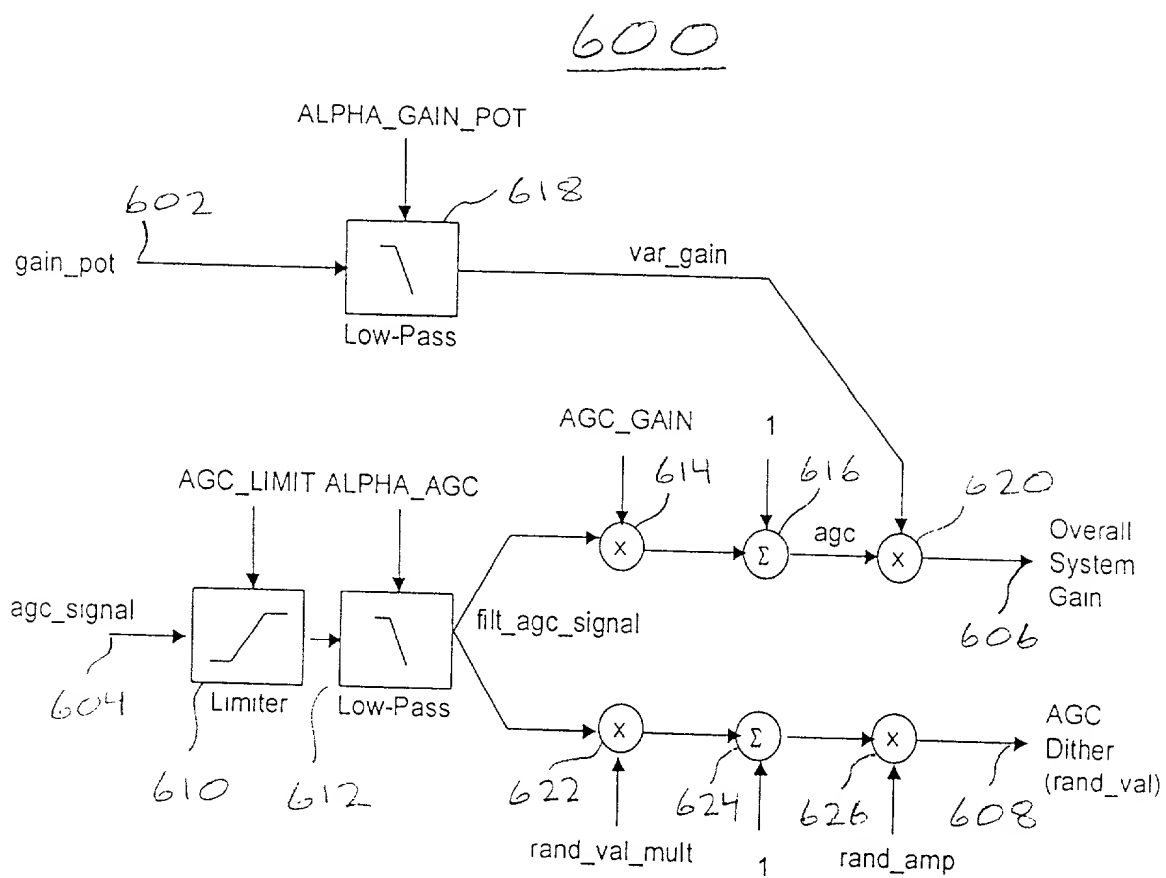 600
ALPHA_GAIN_POT
602
618
gain_pot
var_gain
Low-Pass
AGC_GAIN
1
614
616
620
AGC_LIMIT ALPHA_AGC
agc
Overall
System
Gain
agc_signal
filt_agc_signal
x
Σ
x
606
604
Limiter
Low-Pass
610
612
x
Σ
x
AGC
Dither
(rand_val)
622
624
626
608
rand_val_mult
1
rand_amp